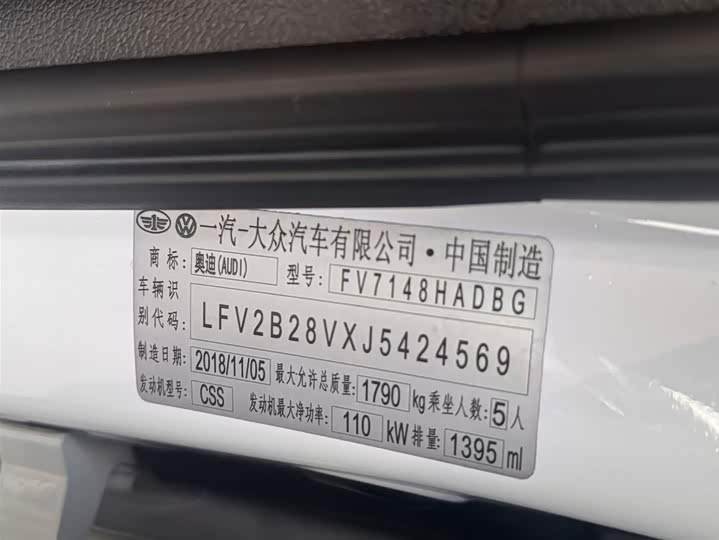 一汽-大众汽车有限公司·中国制造
商标: 奥迪(AUDI) 型号: FV7148HADBG
车辆识别代码: LFV2B28VXJ5424569
制造日期: 2018/11/05 最大允许总质量: 1790 kg 乘坐人数: 5 人
发动机型号: CSS 发动机最大净功率: 110 kW 排量: 1395 ml